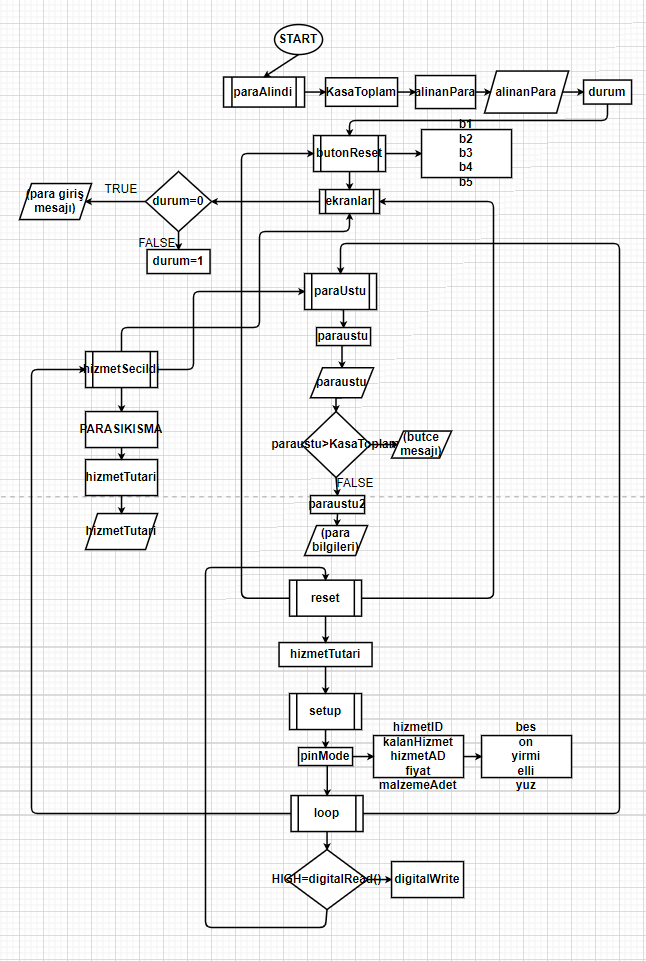 START
paraAlindi
KasaToplam
alinanPara
alinanPara
durum
butonReset
b1
b2
b3
b4
b5
(para giriş
mesajı)
TRUE
durum=0
ekranlar
FALSE
durum=1
paraUstu
paraustu
hizmetSecildi
paraustu
PARASIKISMA
paraustu>KasaToplam
(butce
mesajı)
hizmetTutari
FALSE
paraustu2
hizmetTutari
(para
bilgileri)
reset
hizmetTutari
setup
pinMode
hizmetID
kalanHizmet
hizmetAD
fiyat
malzemeAdet
bes
on
yirmi
elli
yuz
loop
HIGH=digitalRead()
digitalWrite